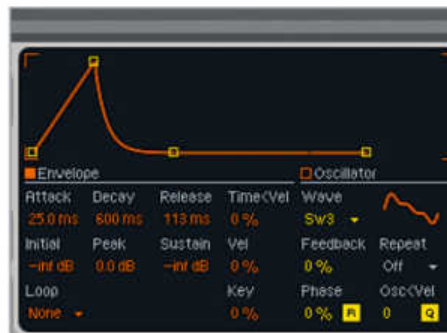 Envelope Oscillator
Attack Decay Release Time<Vel Wave
25.0 ms 600 ms 113 ms 0 % SW3
Initial Peak Sustain Vel Feedback Repeat
-inf dB 0.0 dB -inf dB 0 % 0 % Off
Loop Key Phase Osc<Vel
None 0 % 0 % R 0 Q